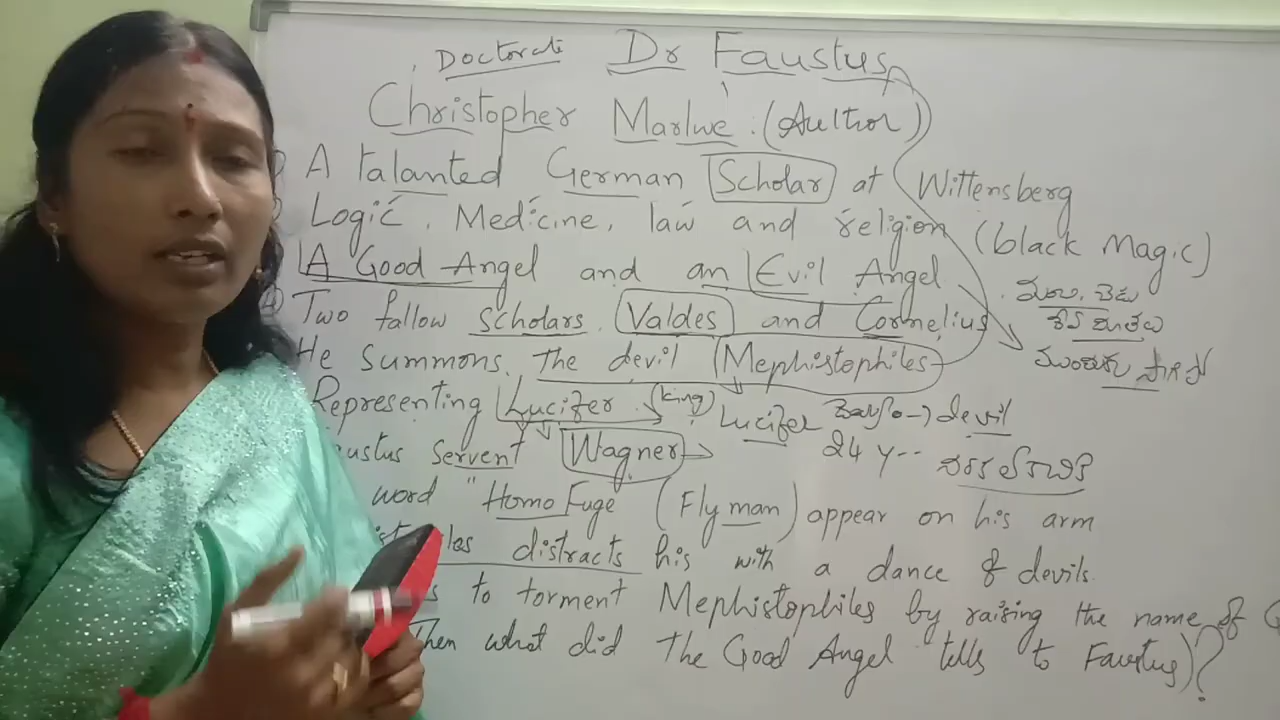 Doctorate Dr Faustus
Christopher Marlwe : (Author)
A talanted German Scholar at Wittensberg
Logic, Medicine, law and religion (black Magic)
A Good Angel and an Evil Angel
Two fallow scholars Valdes and Cornelius
He summons. The devil Mephistophiles
Representing Lucifer (king) Lucifer devil
Servent Wagner 24 y--
word "Homo Fuge (Fly man) appear on his arm
distracts his with a dance of devils.
to torment Mephistophiles by raising the name of G
Then what did The Good Angel tells to Faustus)?